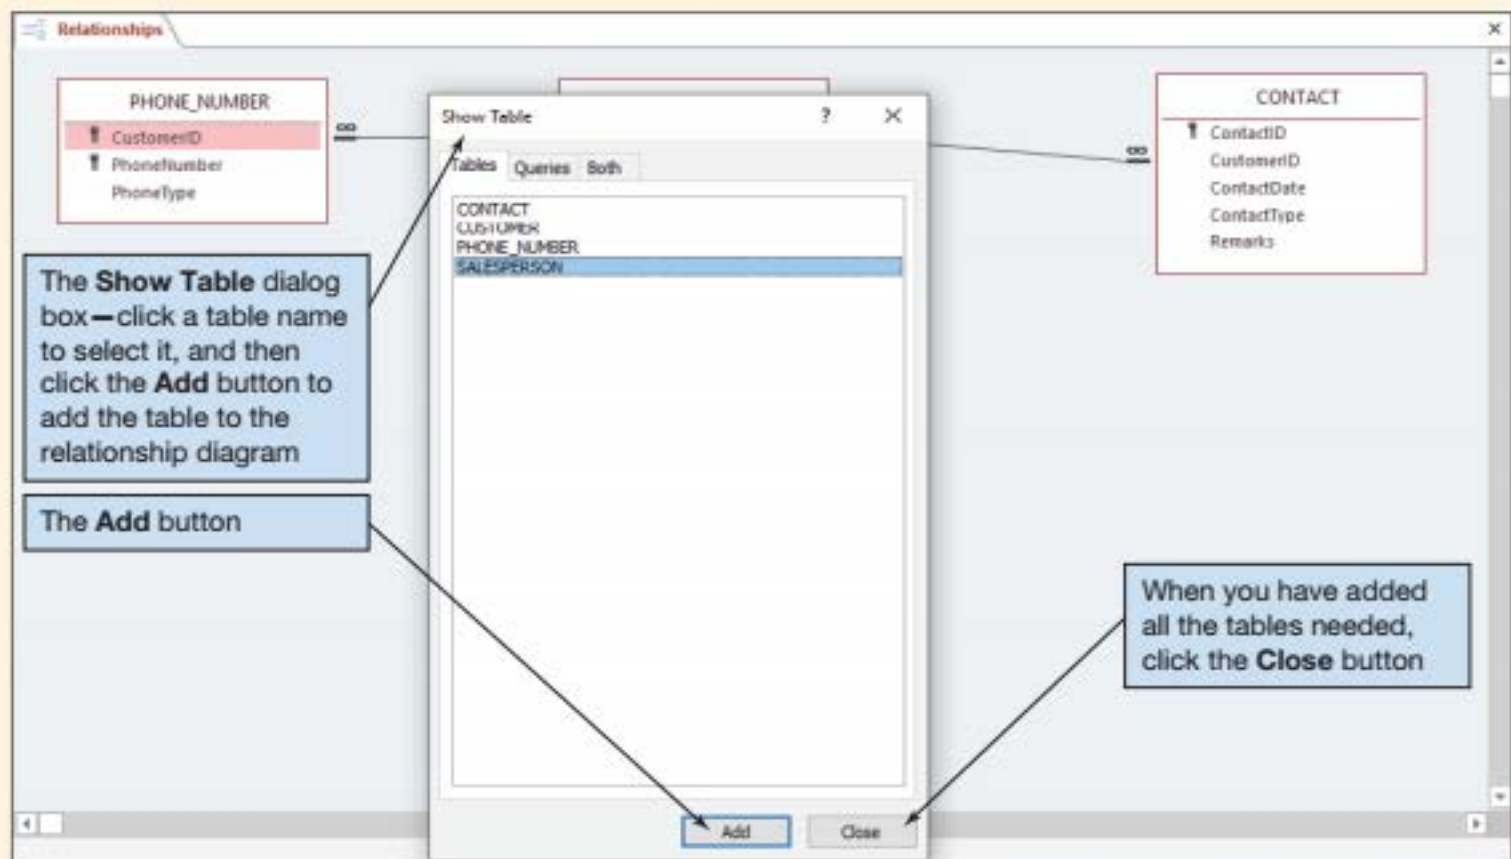 Relationships
PHONE_NUMBER
CustomerID
PhoneNumber
PhoneType
Show Table
?
Tables Queries Both
CONTACT
CUSTOMER
PHONE_NUMBER
SALESPERSON
Add Close
CONTACT
ContactID
CustomerID
ContactDate
ContactType
Remarks
The Show Table dialog
box—click a table name
to select it, and then
click the Add button to
add the table to the
relationship diagram
The Add button
When you have added
all the tables needed,
click the Close button